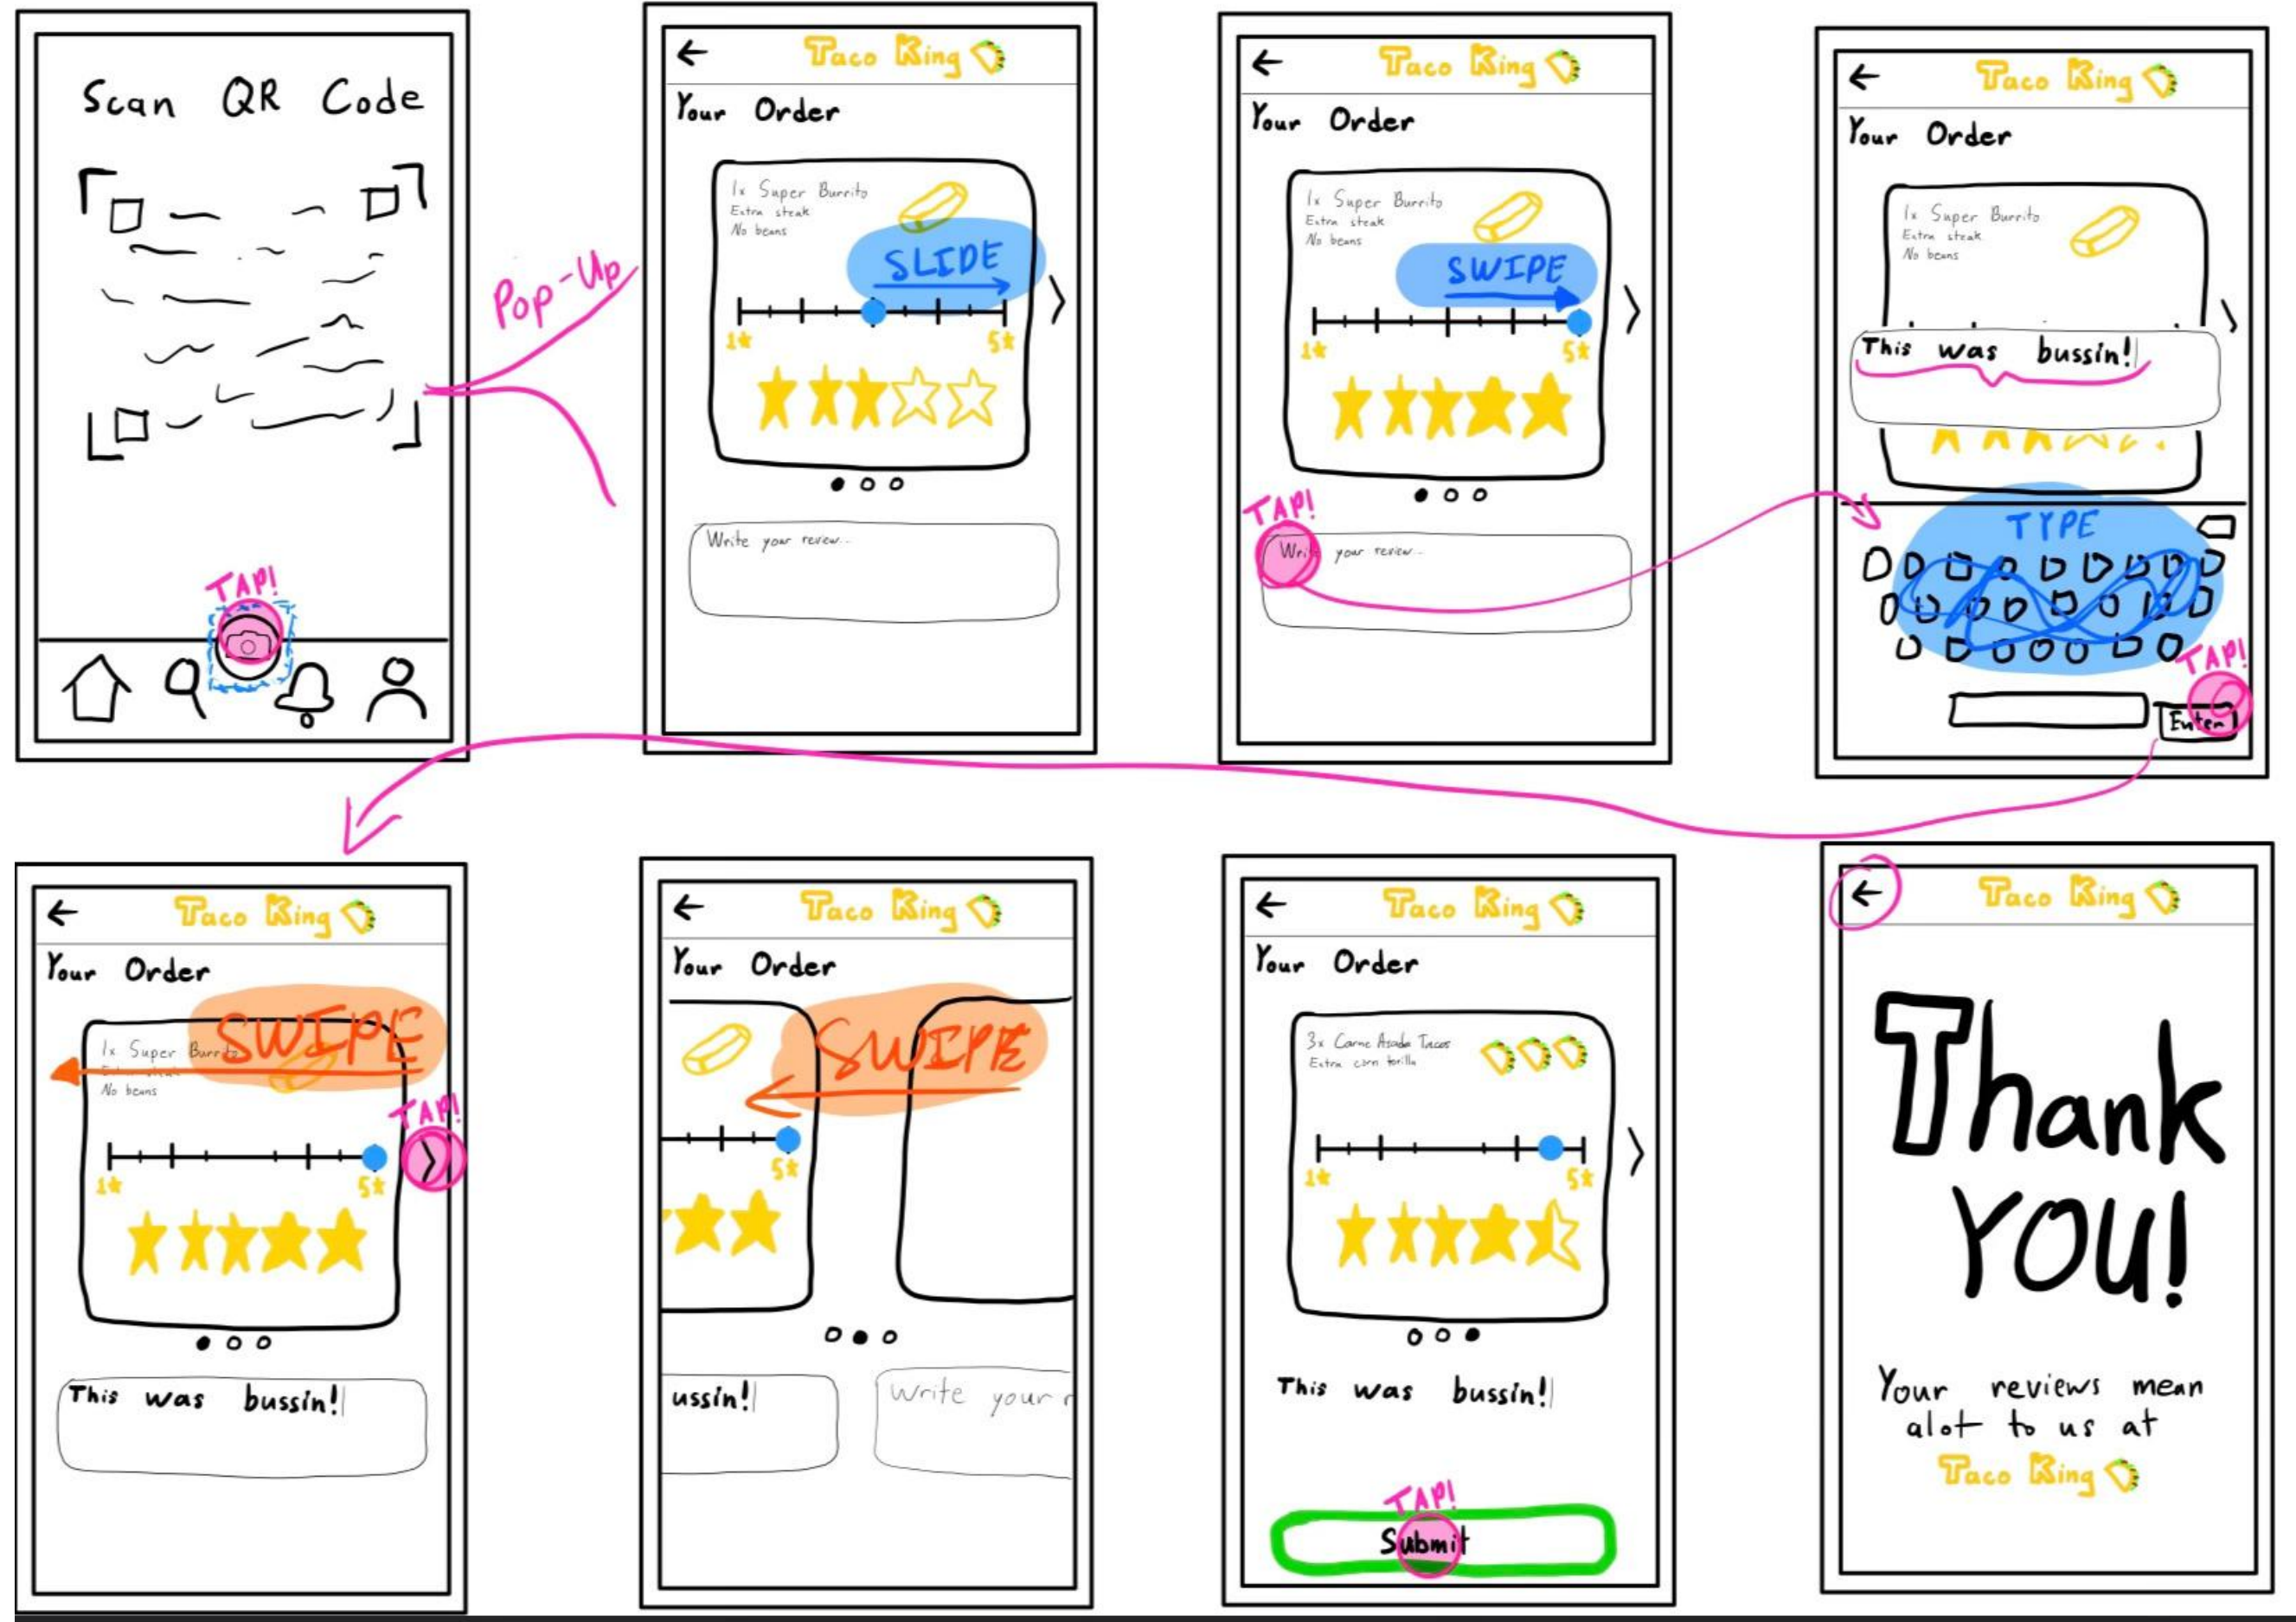 Scan QR Code
TAP!
Pop-Up
Taco King
Your Order
1x Super Burrito
Extra steak
No beans
SLIDE
1★
5★
Write your review...
Taco King
Your Order
1x Super Burrito
Extra steak
No beans
SWIPE
1★
5★
TAP!
Write your review...
Taco King
Your Order
1x Super Burrito
Extra steak
No beans
This was bussin!
TYPE
TAP!
Enter
Taco King
Your Order
SWIPE
1x Super Burrito
Extra steak
No beans
TAP!
1★
5★
This was bussin!
Taco King
Your Order
SWIPE
5★
ussin!
Write your r
Taco King
Your Order
3x Carne Asada Tacos
Extra corn torilla
1★
5★
This was bussin!
TAP!
Submit
Taco King
Thank
YOU!
Your reviews mean
alot to us at
Taco King